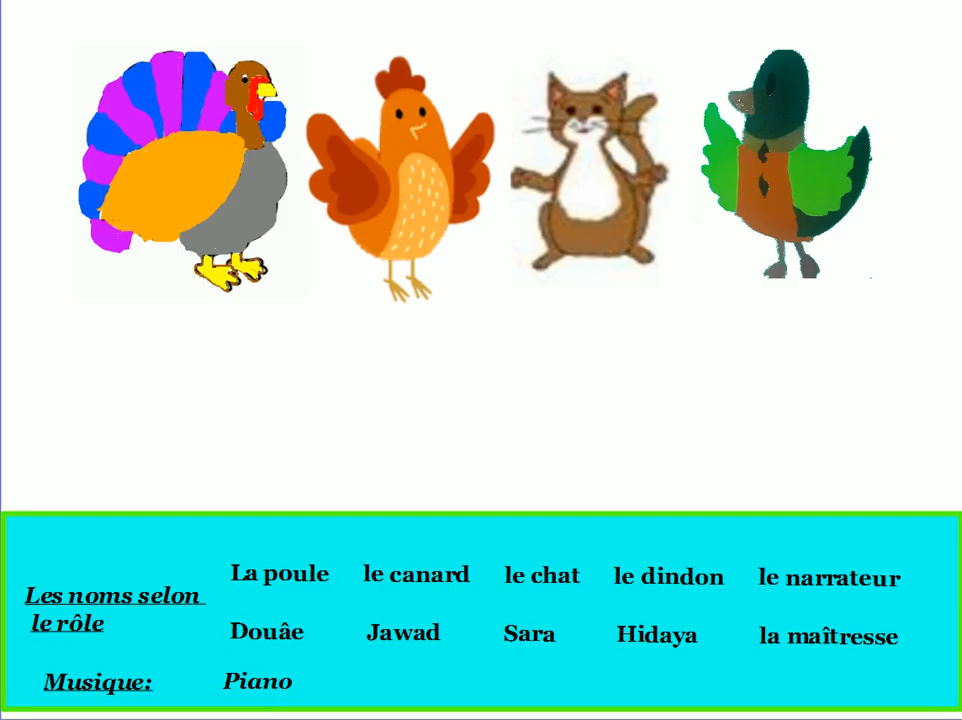 La poule le canard le chat le dindon le narrateur
Les noms selon
le rôle
Douâe Jawad Sara Hidaya la maîtresse
Musique: Piano